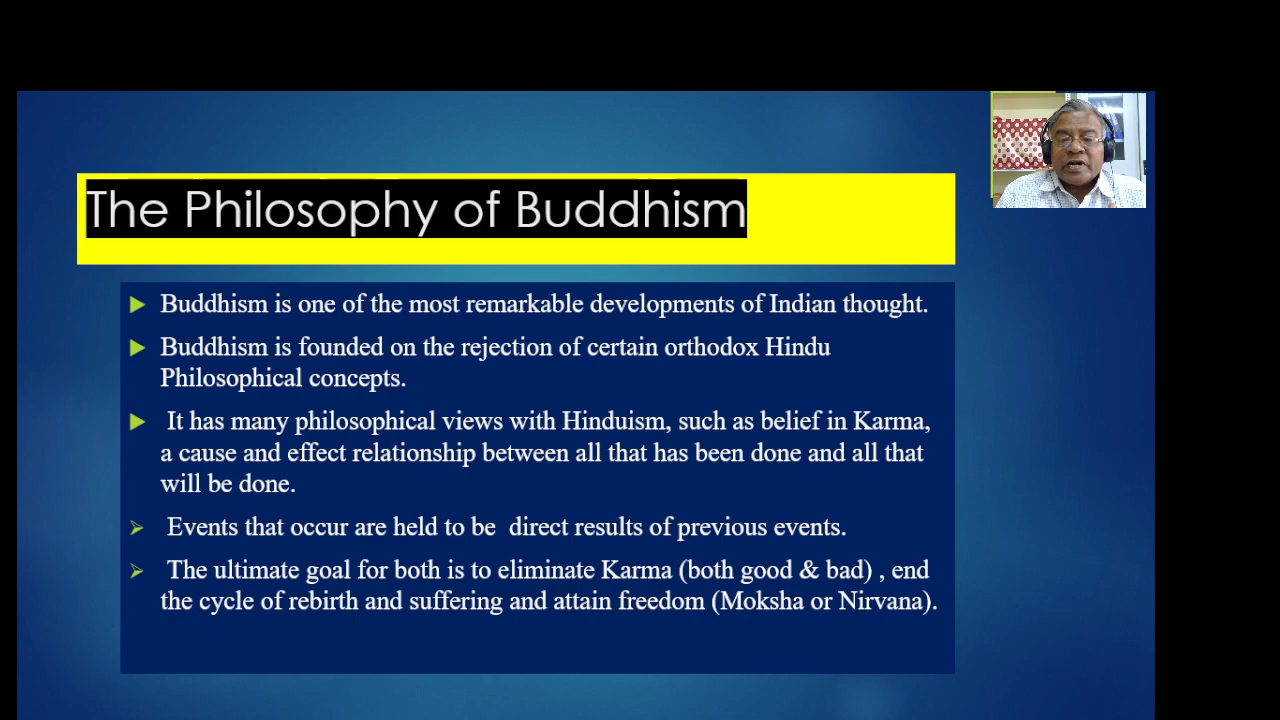 The Philosophy of Buddhism
Buddhism is one of the most remarkable developments of Indian thought.
Buddhism is founded on the rejection of certain orthodox Hindu
Philosophical concepts.
It has many philosophical views with Hinduism, such as belief in Karma,
a cause and effect relationship between all that has been done and all that
will be done.
Events that occur are held to be direct results of previous events.
The ultimate goal for both is to eliminate Karma (both good & bad) , end
the cycle of rebirth and suffering and attain freedom (Moksha or Nirvana).